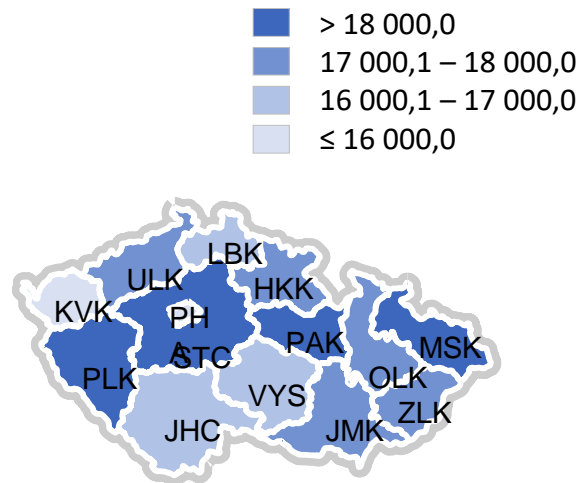 > 18 000,0
17 000,1 – 18 000,0
16 000,1 – 17 000,0
≤ 16 000,0
LBK
ULK
HKK
KVK
PH
A
STC
PAK
MSK
PLK
OLK
VYS
ZLK
JHC
JMK